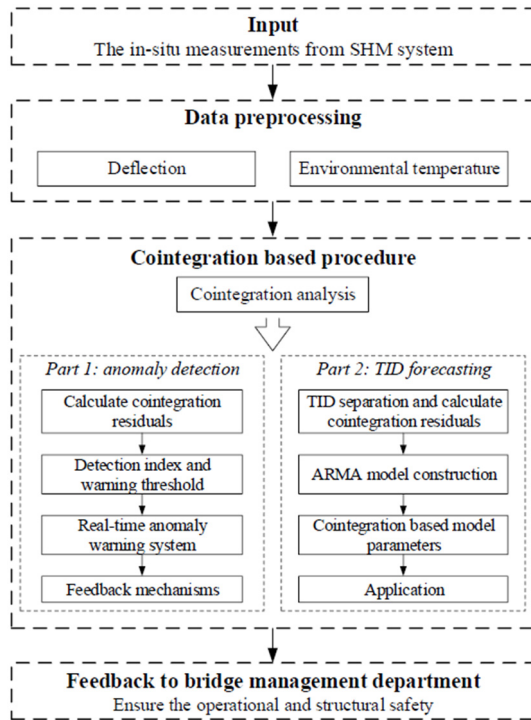 Input
The in-situ measurements from SHM system
Data preprocessing
Deflection
Environmental temperature
Cointegration based procedure
Cointegration analysis
Part 1: anomaly detection
Calculate cointegration
residuals
Detection index and
warning threshold
Real-time anomaly
warning system
Feedback mechanisms
Part 2: TID forecasting
TID separation and calculate
cointegration residuals
ARMA model construction
Cointegration based model
parameters
Application
Feedback to bridge management department
Ensure the operational and structural safety